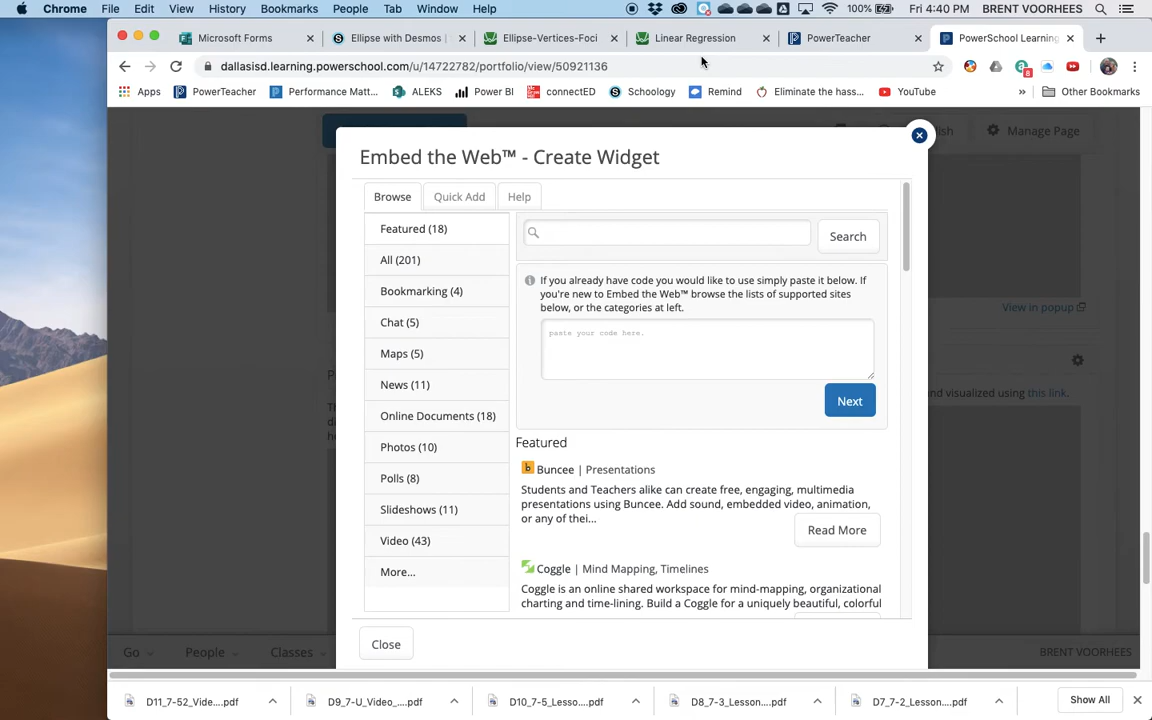 Chrome File Edit View History Bookmarks People Tab Window Help 100% Fri 4:40 PM BRENT VOORHEES
Microsoft Forms Ellipse with Desmos | Ellipse-Vertices-Foci Linear Regression PowerTeacher PowerSchool Learning
dallasisd.learning.powerschool.com/u/14722782/portfolio/view/50921136
Apps PowerTeacher Performance Matt... ALEKS Power BI connectED Schoology Remind Eliminate the hass... YouTube » Other Bookmarks
8
Embed the Web™ - Create Widget
Manage Page
Browse Quick Add Help
Featured (18)
All (201)
Bookmarking (4)
Chat (5)
Maps (5)
News (11)
Online Documents (18)
Photos (10)
Polls (8)
Slideshows (11)
Video (43)
More...
Search
If you already have code you would like to use simply paste it below. If
you're new to Embed the Web™ browse the lists of supported sites
below, or the categories at left.
paste your code here.
Next
Featured
Buncee | Presentations
Students and Teachers alike can create free, engaging, multimedia
presentations using Buncee. Add sound, embedded video, animation,
or any of thei...
Read More
Coggle | Mind Mapping, Timelines
Coggle is an online shared workspace for mind-mapping, organizational
charting and time-lining. Build a Coggle for a uniquely beautiful, colorful
Close
View in popup
and visualized using this link.
Go People Classes BRENT VOORHEES
D11_7-52_Vide....pdf D9_7-U_Video_....pdf D10_7-5_Lesso....pdf D8_7-3_Lesson....pdf D7_7-2_Lesson....pdf Show All